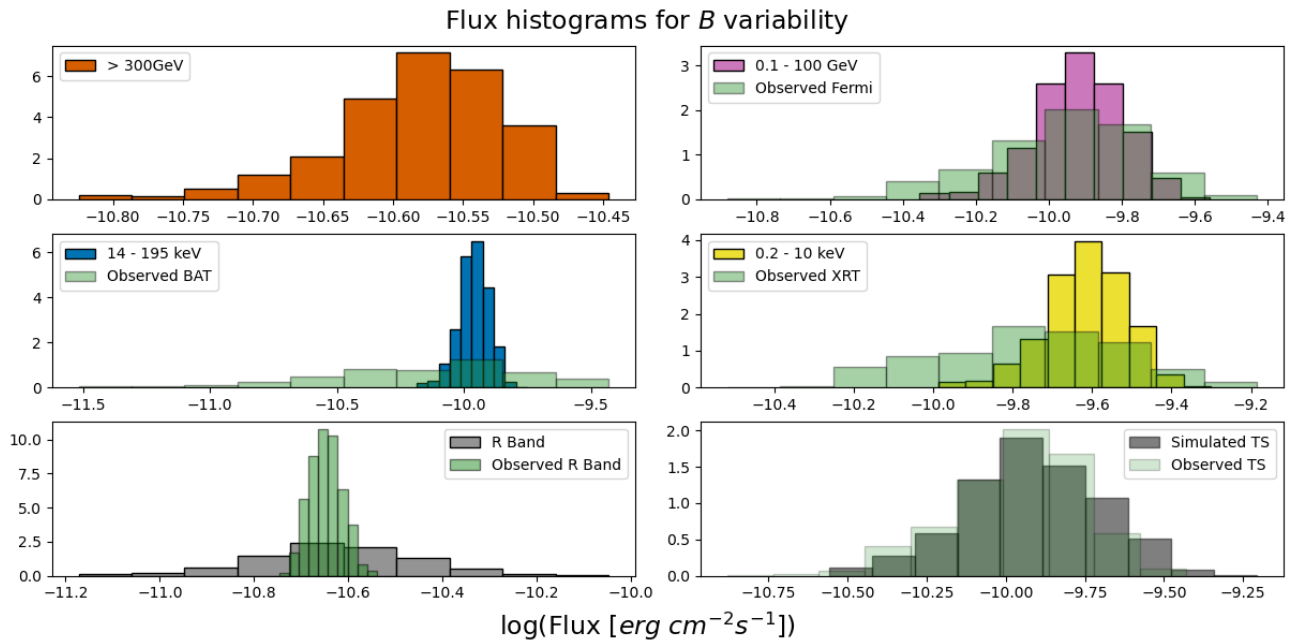 Flux histograms for B variability
> 300GeV
6
4
2
0
−10.80 −10.75 −10.70 −10.65 −10.60 −10.55 −10.50 −10.45
0.1 - 100 GeV
Observed Fermi
3
2
1
0
−10.8 −10.6 −10.4 −10.2 −10.0 −9.8 −9.6 −9.4
14 - 195 keV
Observed BAT
6
4
2
0
−11.5 −11.0 −10.5 −10.0 −9.5
0.2 - 10 keV
Observed XRT
4
3
2
1
0
−10.4 −10.2 −10.0 −9.8 −9.6 −9.4 −9.2
R Band
Observed R Band
10.0
7.5
5.0
2.5
0.0
−11.2 −11.0 −10.8 −10.6 −10.4 −10.2 −10.0
Simulated TS
Observed TS
2.0
1.5
1.0
0.5
0.0
−10.75 −10.50 −10.25 −10.00 −9.75 −9.50 −9.25
log(Flux [erg cm⁻²s⁻¹])